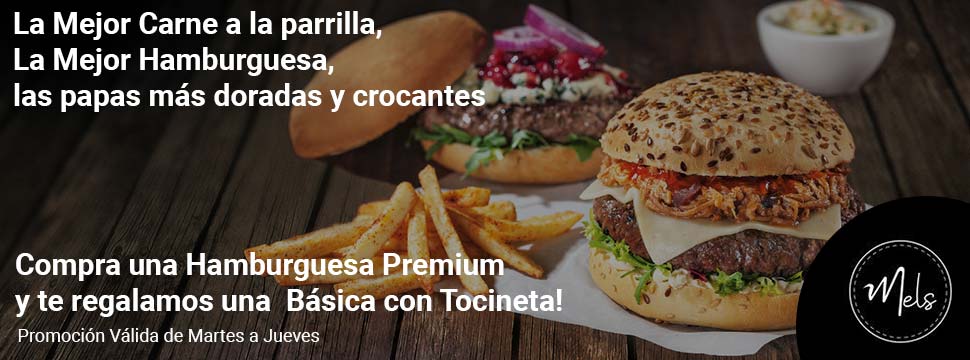 La Mejor Carne a la parrilla,
La Mejor Hamburguesa,
las papas más doradas y crocantes
Compra una Hamburguesa Premium
y te regalamos una  Básica con Tocineta!
Promoción Válida de Martes a Jueves
Mels